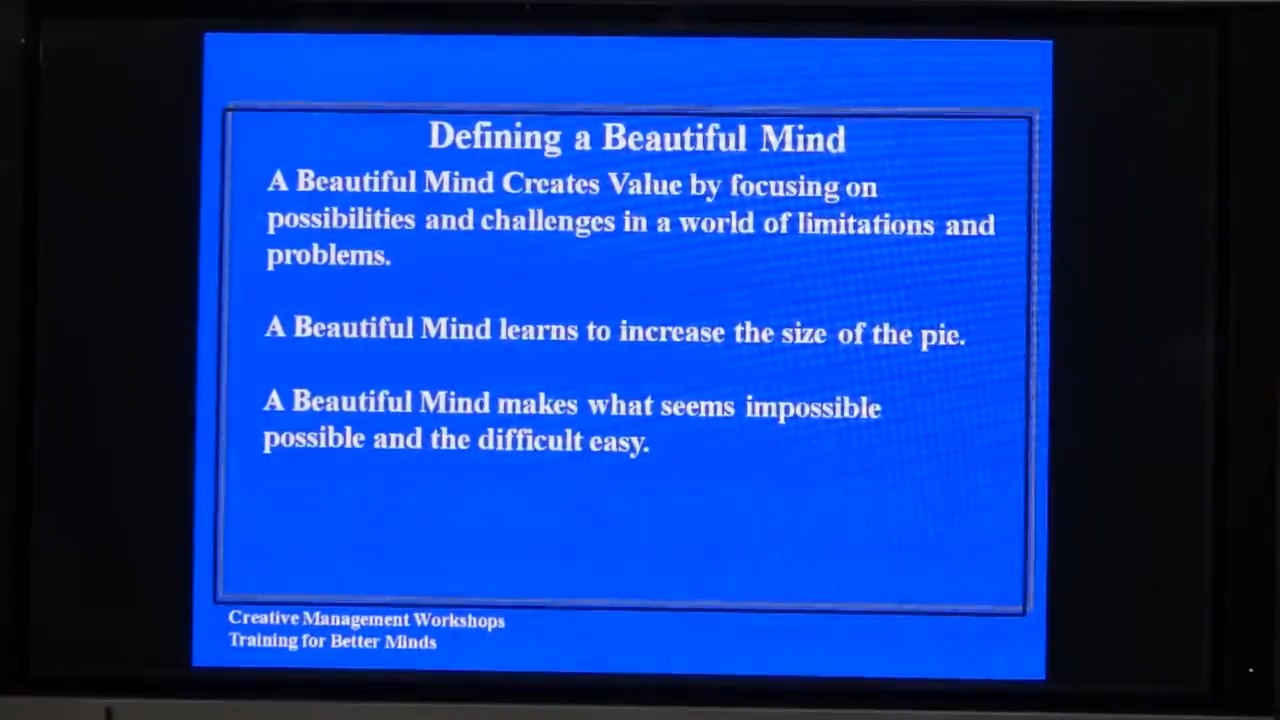 Defining a Beautiful Mind
A Beautiful Mind Creates Value by focusing on
possibilities and challenges in a world of limitations and
problems.
A Beautiful Mind learns to increase the size of the pie.
A Beautiful Mind makes what seems impossible
possible and the difficult easy.
Creative Management Workshops
Training for Better Minds